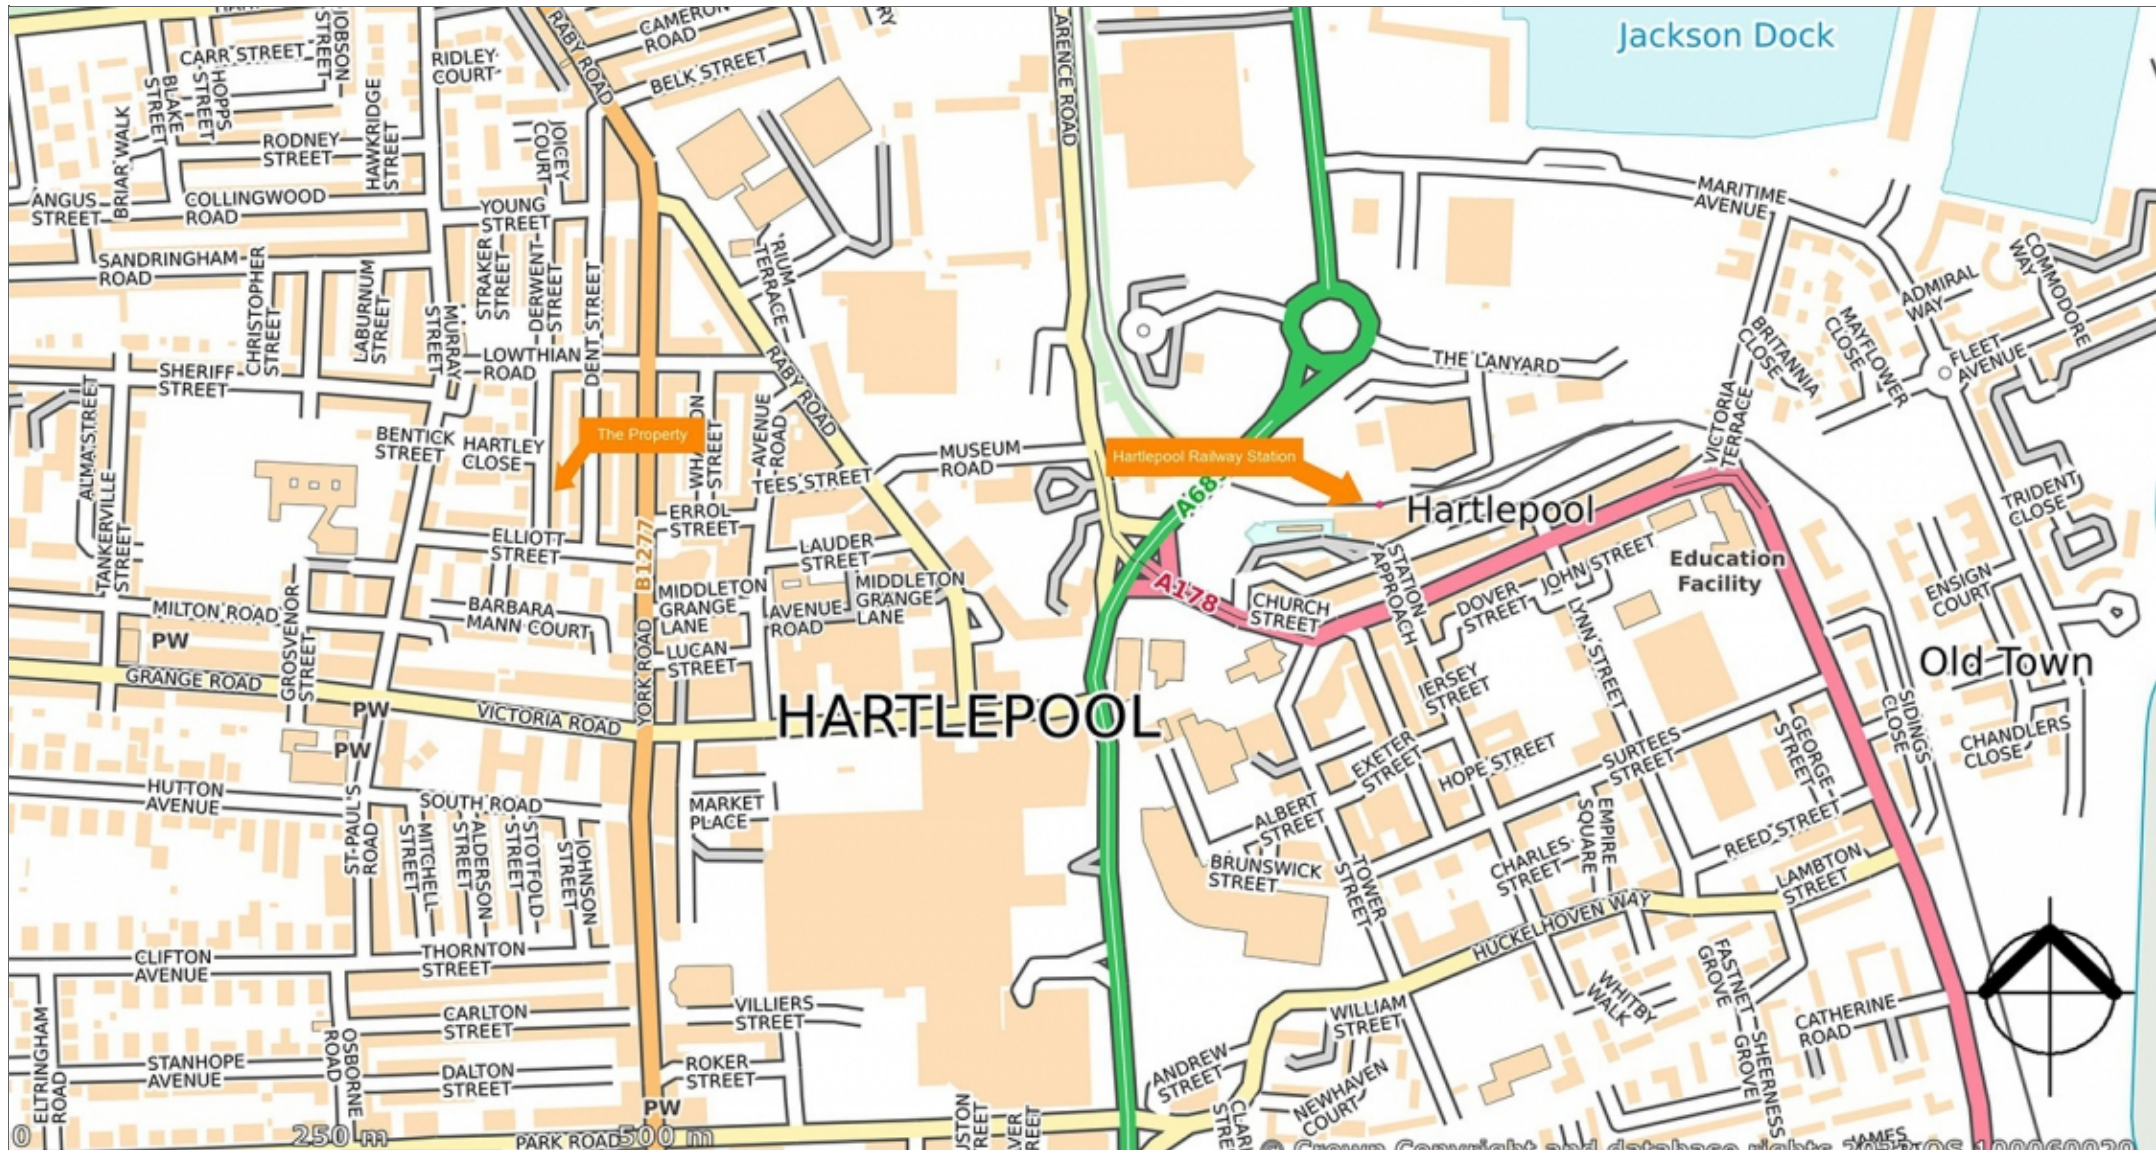 Jackson Dock
CAMERON
ROAD
RABY ROAD
BELK STREET
CARR STREET
JOBSON
STREET
RIDLEY
COURT
HOPPS
STREET
BLAKE
STREET
BRIAR WALK
RODNEY
STREET
HAWKRIDGE
STREET
JOICEY
COURT
ANGUS
STREET
COLLINGWOOD
ROAD
YOUNG
STREET
MARITIME
AVENUE
SANDRINGHAM
ROAD
CHRISTOPHER
STREET
LABURNUM
STREET
MURRAY
STREET
STRAKER
STREET
DERWENT
STREET
DENT STREET
TERRACE
COMMODORE
WAY
ADMIRAL
WAY
MAYFLOWER
CLOSE
BRITANNIA
CLOSE
FLEET
AVENUE
THE LANYARD
VICTORIA
TERRACE
LOWTHIAN
ROAD
SHERIFF
STREET
RABY ROAD
ALMA STREET
TANKERVILLE
STREET
BENTICK
STREET
HARTLEY
CLOSE
The Property
STREET
AVENUE
ROAD
TEES STREET
MUSEUM
ROAD
Hartlepool Railway Station
Hartlepool
TRIDENT
CLOSE
ERROL
STREET
ELLIOTT
STREET
B1277
LAUDER
STREET
MIDDLETON
GRANGE
LANE
AVENUE
ROAD
MIDDLETON
GRANGE
LANE
A178
CHURCH
STREET
STATION
APPROACH
DOVER
STREET
JOHN STREET
LYNN STREET
Education
Facility
ENSIGN
COURT
Old Town
MILTON ROAD
PW
GROSVENOR
STREET
BARBARA
MANN COURT
LUCAN
STREET
YORK ROAD
GRANGE ROAD
PW
VICTORIA ROAD
HARTLEPOOL
JERSEY
STREET
EXETER
STREET
HOPE STREET
SURTEES
STREET
GEORGE
STREET
SIDINGS
CLOSE
CHANDLERS
CLOSE
PW
HUTTON
AVENUE
ST-PAUL'S
ROAD
SOUTH ROAD
MITCHELL
STREET
ALDERSON
STREET
STOTFOLD
STREET
JOHNSON
STREET
MARKET
PLACE
ALBERT
STREET
BRUNSWICK
STREET
TOWER
STREET
CHARLES
STREET
EMPIRE
SQUARE
REED STREET
LAMBTON
STREET
HUCKELHOVEN WAY
CLIFTON
AVENUE
THORNTON
STREET
CARLTON
STREET
VILLIERS
STREET
WILLIAM
STREET
WHITBY
WALK
FASTNET
GROVE
SHEERNESS
GROVE
CATHERINE
ROAD
ELTRINGHAM
ROAD
STANHOPE
AVENUE
OSBORNE
ROAD
DALTON
STREET
ROKER
STREET
PW
ANDREW
STREET
NEWHAVEN
COURT
PARK ROAD
0
250 m
500 m
© Crown Copyright and database rights